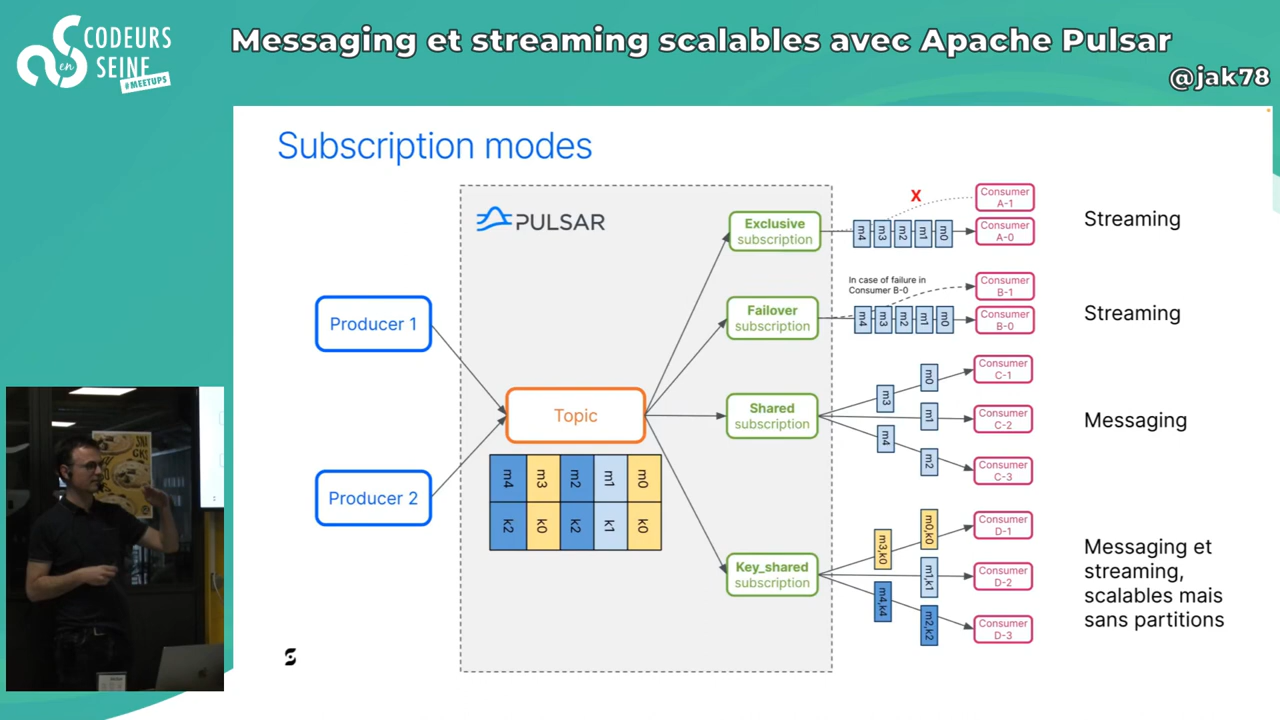 CODEURS
en
SEINE
#MEETUPS
Messaging et streaming scalables avec Apache Pulsar
@jak78
Subscription modes
PULSAR
Producer 1
Producer 2
Topic
m4 m3 m2 m1 m0
k2 k0 k2 k1 k0
Exclusive
subscription
X
m4 m3 m2 m1 m0
Consumer
A-1
Consumer
A-0
Streaming
Failover
subscription
In case of failure in
Consumer B-0
m4 m3 m2 m1 m0
Consumer
B-1
Consumer
B-0
Streaming
Shared
subscription
m3
m0
m1
m4
m2
Consumer
C-1
Consumer
C-2
Consumer
C-3
Messaging
Key_shared
subscription
m3,k0
m0,k0
m1,k1
m4,k4
m2,k2
Consumer
D-1
Consumer
D-2
Consumer
D-3
Messaging et
streaming,
scalables mais
sans partitions